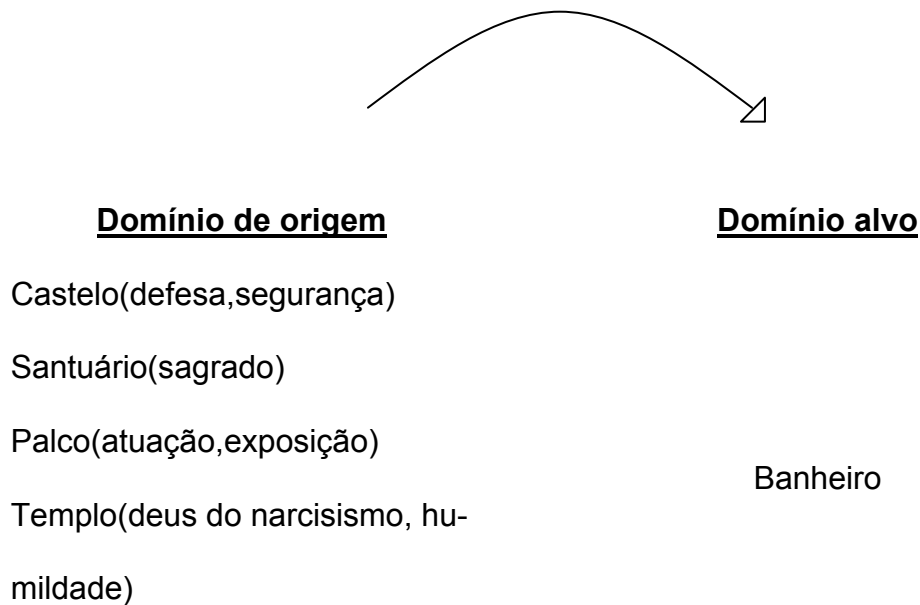 Domínio de origem
Domínio alvo
Castelo(defesa,segurança)
Santuário(sagrado)
Palco(atuação,exposição)
Banheiro
Templo(deus do narcisismo, hu-
mildade)